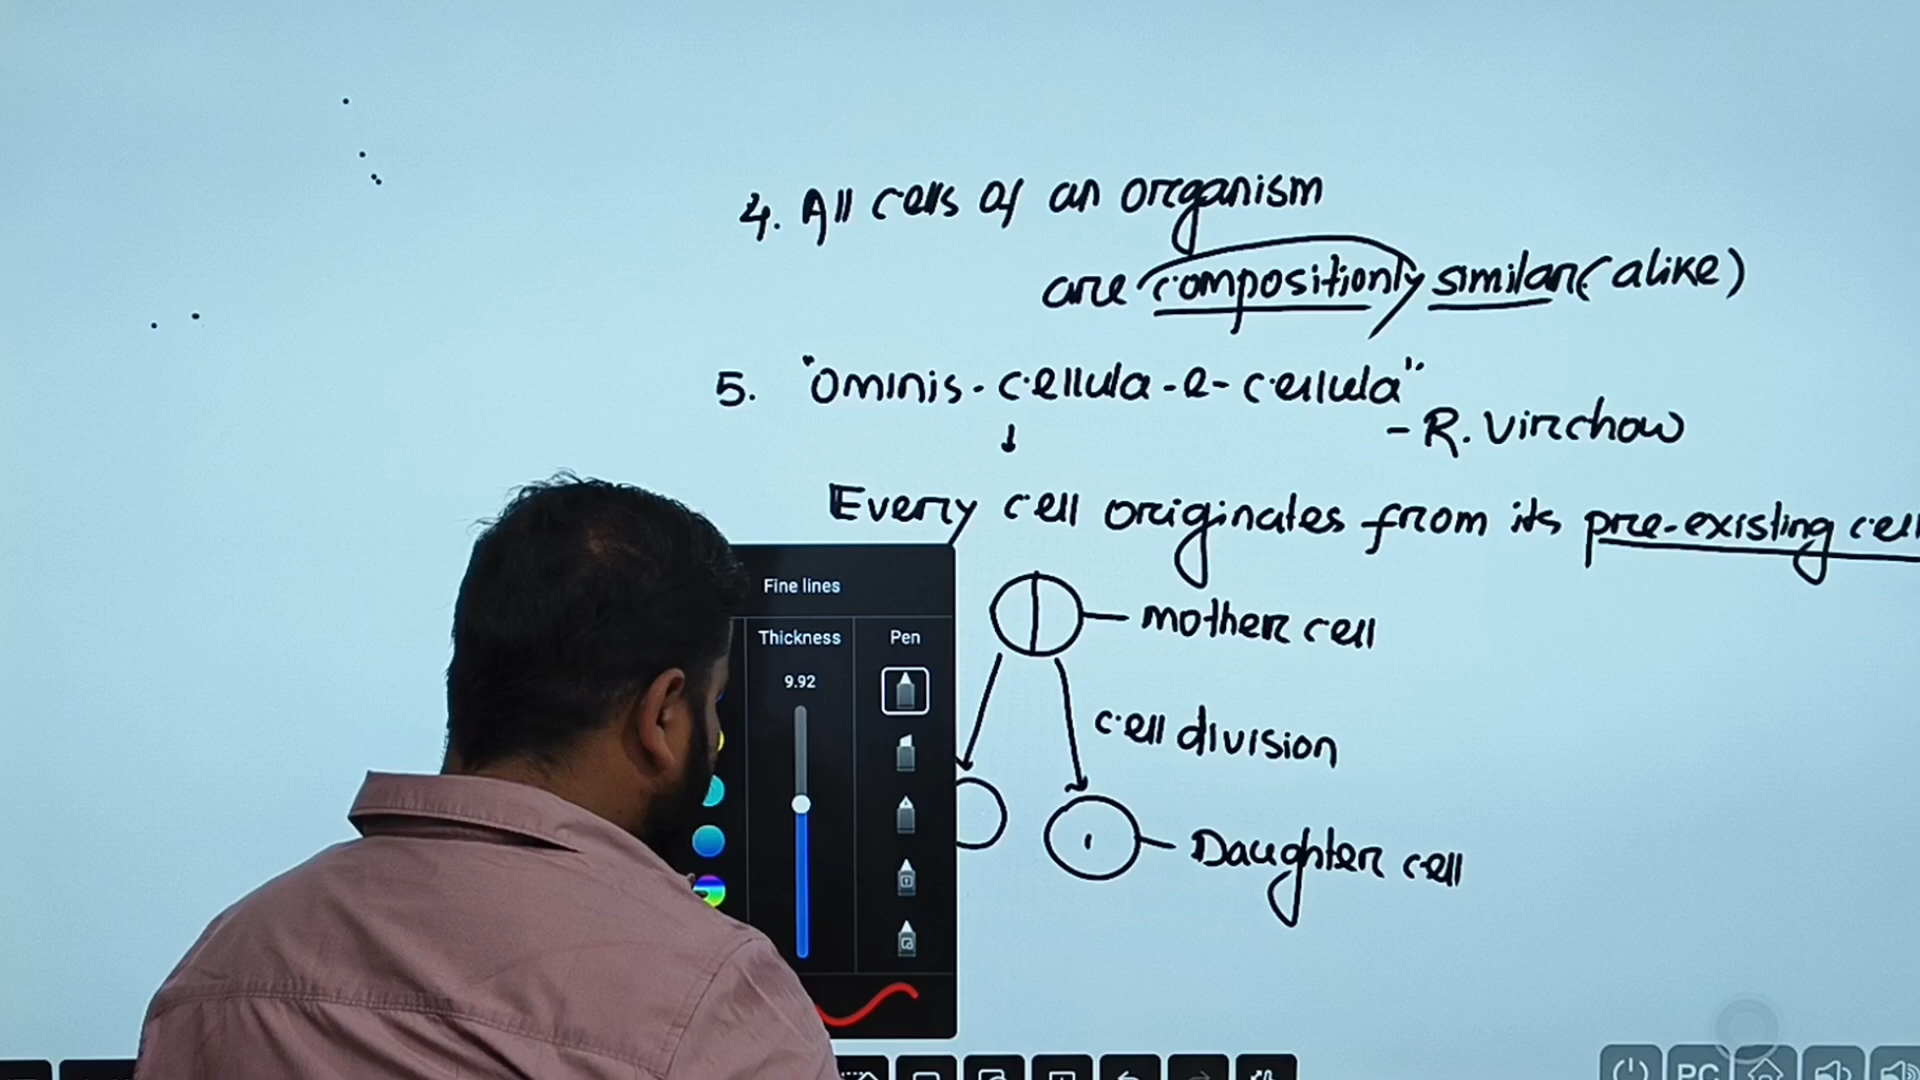 4. All cells of an organism
are compositionly similar (alike)
5. "Ominis-cellula-e-cellula"
- R. Virchow
Every cell originates from its pre-existing cell
Fine lines
Thickness
Pen
9.92
mother cell
cell division
Daughter cell
PC